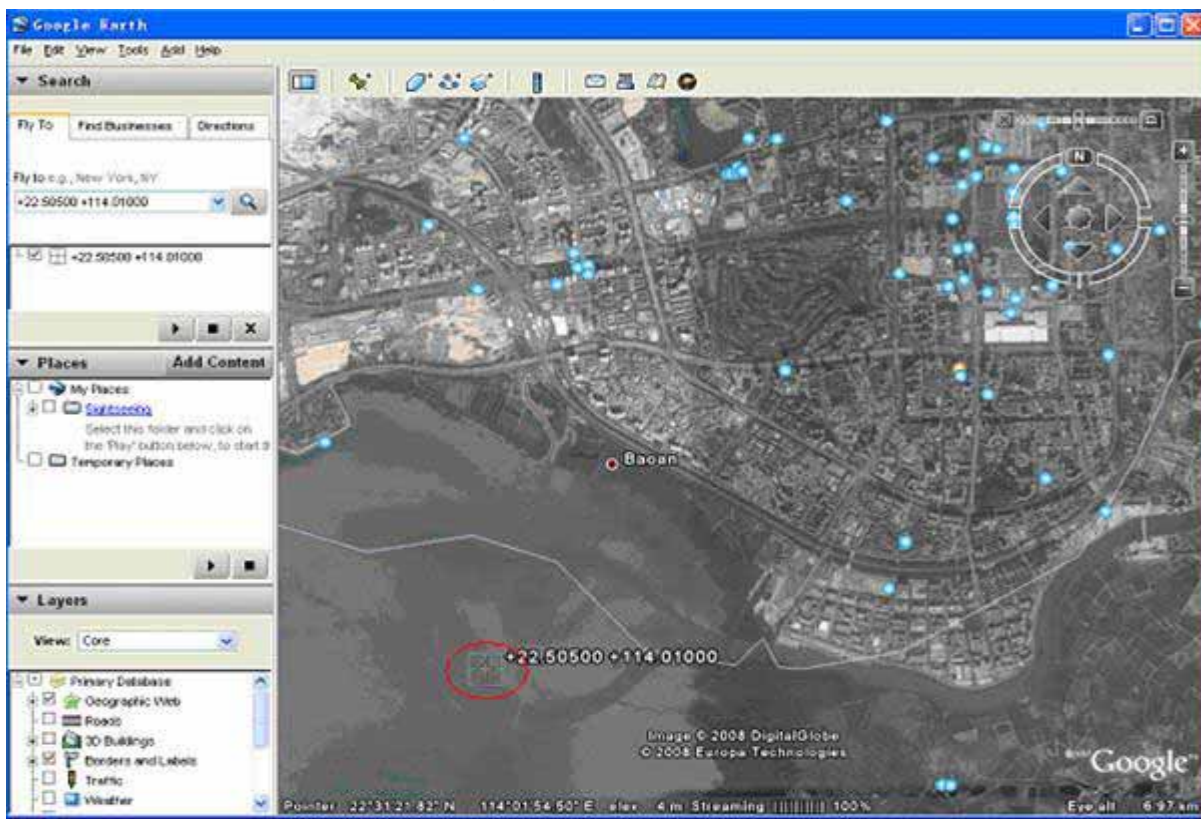 Google Earth
File Edit View Tools Add Help
Search
Fly To Find Businesses Directions
Fly to e.g., New York, NY
+22.50500 +114.01000
+22.50500 +114.01000
Places Add Content
My Places
Sightseeing
Select this folder and click on
the 'Play' button below, to start
Temporary Places
Layers
View: Core
Primary Database
Geographic Web
Roads
3D Buildings
Borders and Labels
Traffic
Weather
N
Baoan
+22.50500 +114.01000
Image © 2008 DigitalGlobe
© 2008 Europa Technologies
Google
Pointer 22°31'21.82" N 114°01'54.50" E elev 4 m Streaming 100% Eye alt 6.97 km